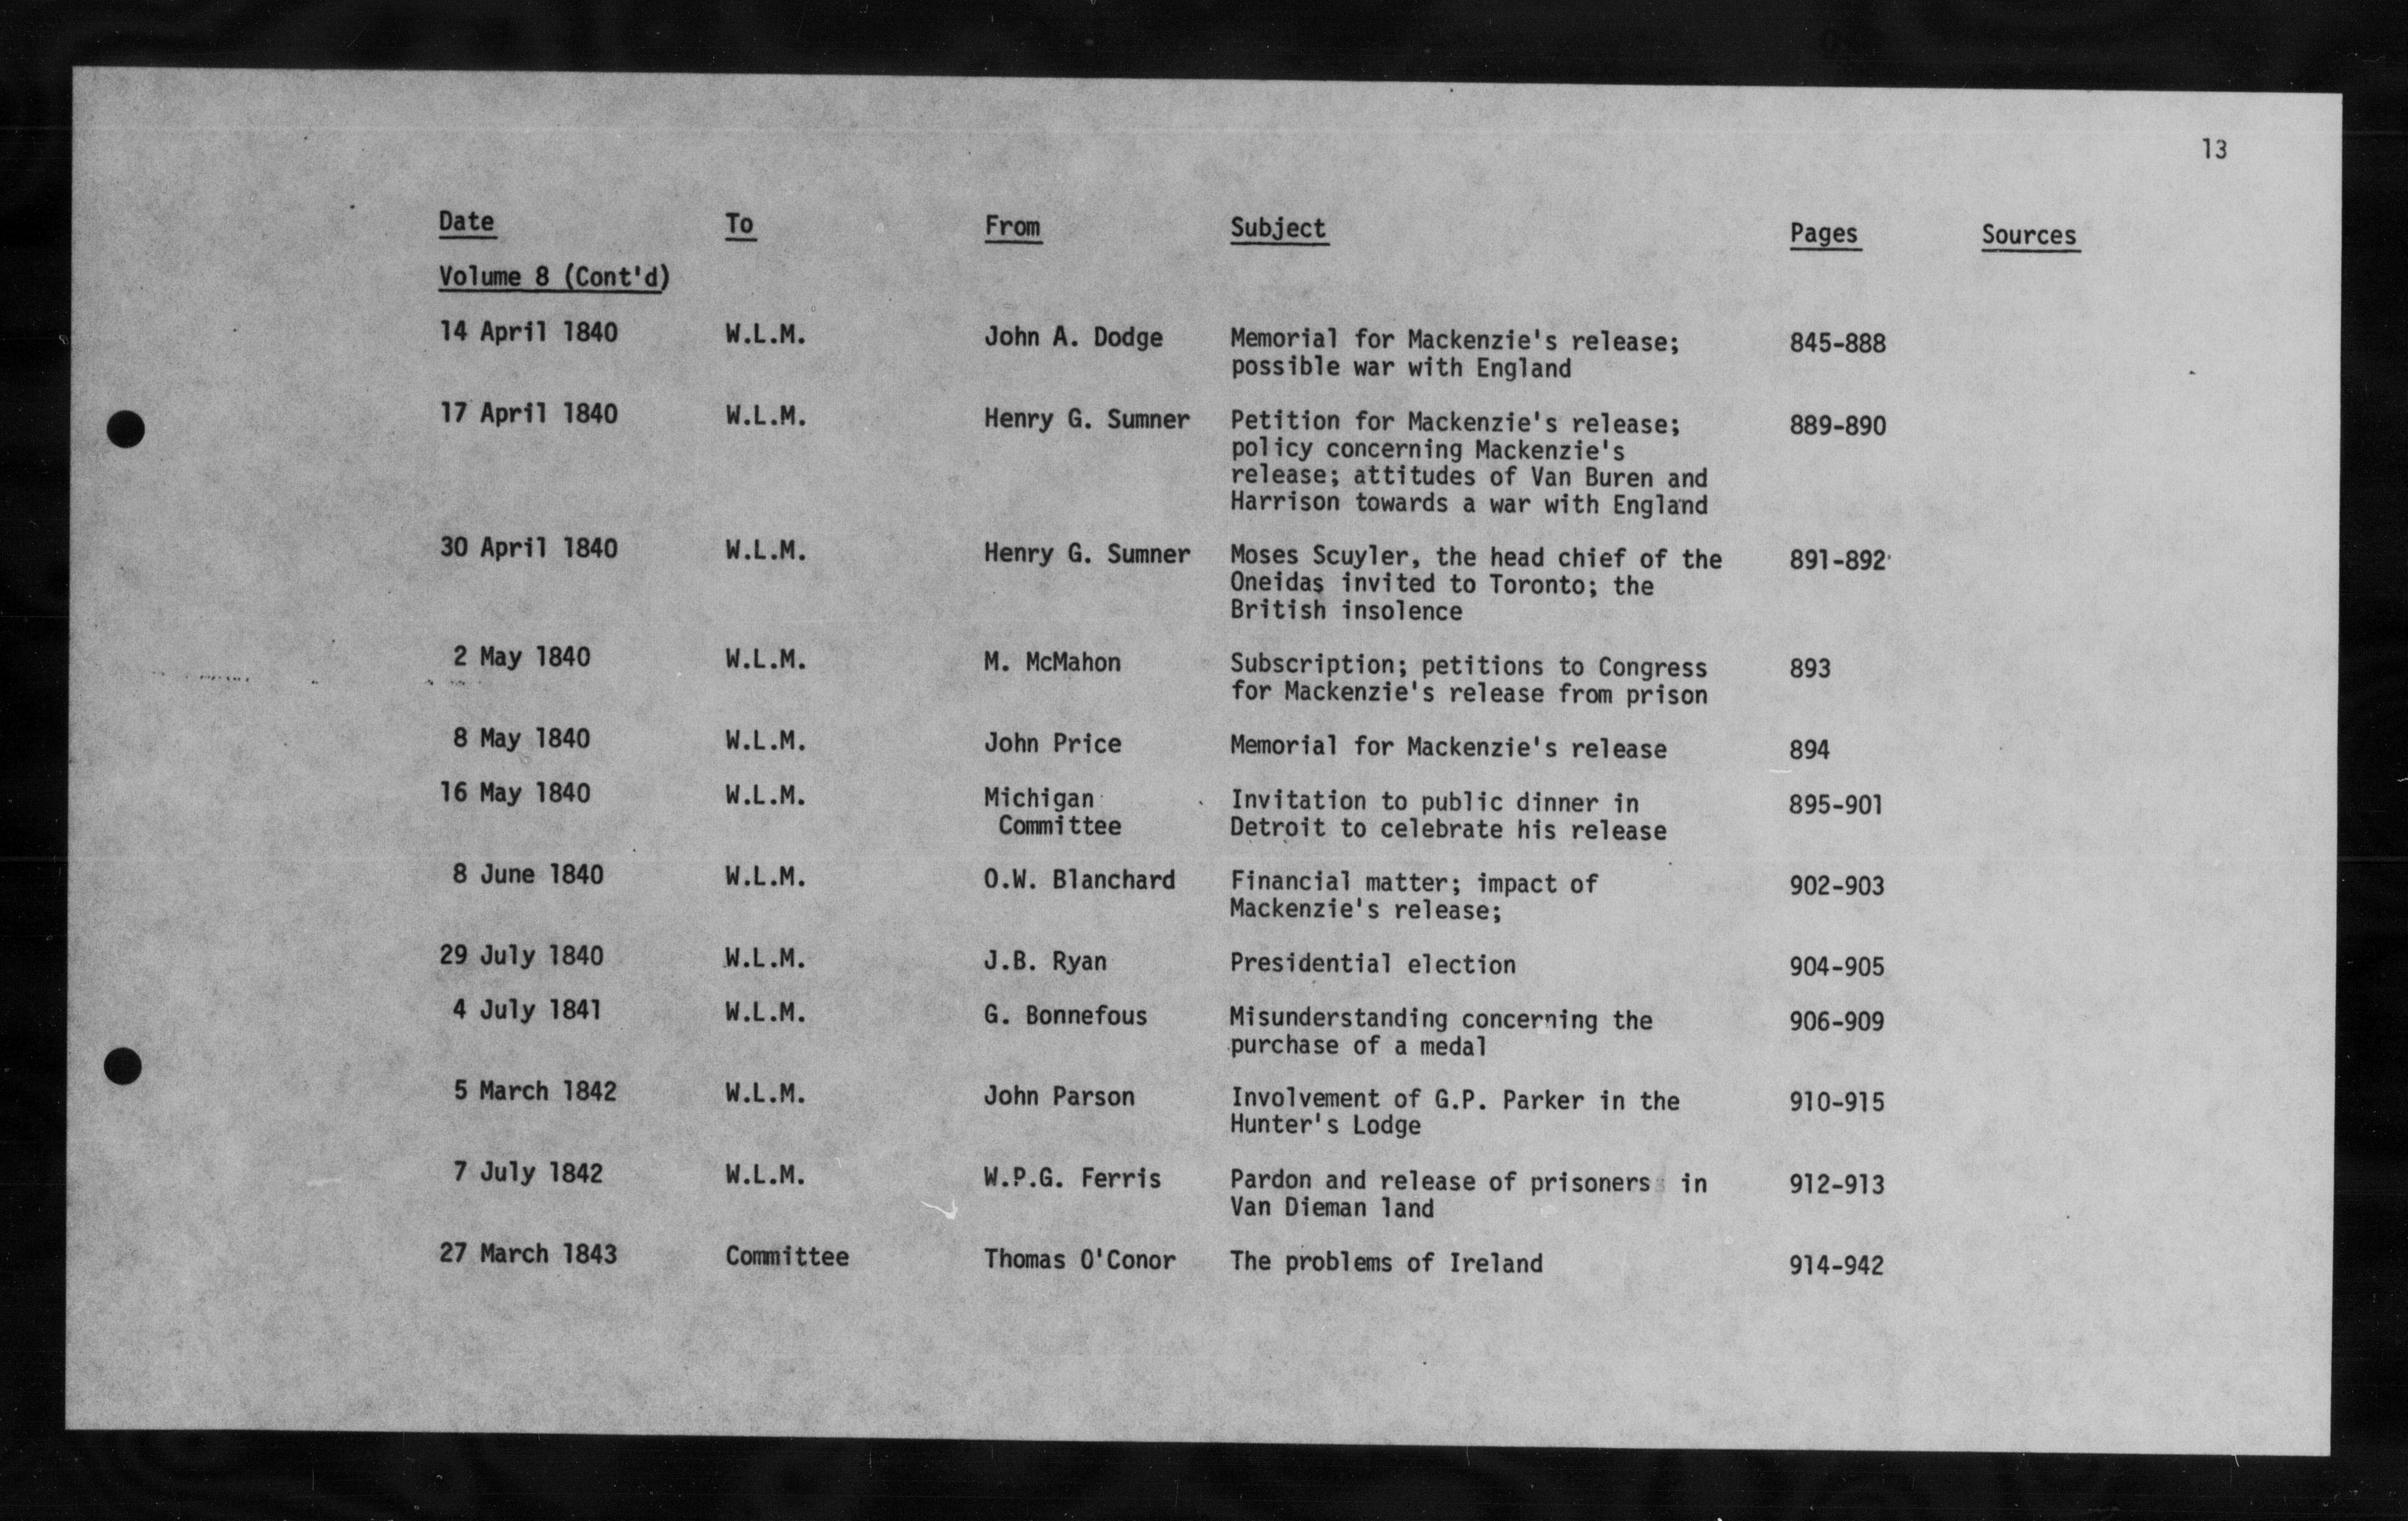 13
Date To From Subject Pages Sources
Volume 8 (Cont'd)
14 April 1840 W.L.M. John A. Dodge Memorial for Mackenzie's release; 845-888
possible war with England
17 April 1840 W.L.M. Henry G. Sumner Petition for Mackenzie's release; 889-890
policy concerning Mackenzie's
release; attitudes of Van Buren and
Harrison towards a war with England
30 April 1840 W.L.M. Henry G. Sumner Moses Scuyler, the head chief of the 891-892
Oneidas invited to Toronto; the
British insolence
2 May 1840 W.L.M. M. McMahon Subscription; petitions to Congress 893
for Mackenzie's release from prison
8 May 1840 W.L.M. John Price Memorial for Mackenzie's release 894
16 May 1840 W.L.M. Michigan Invitation to public dinner in 895-901
Committee Detroit to celebrate his release
8 June 1840 W.L.M. O.W. Blanchard Financial matter; impact of 902-903
Mackenzie's release;
29 July 1840 W.L.M. J.B. Ryan Presidential election 904-905
4 July 1841 W.L.M. G. Bonnefous Misunderstanding concerning the 906-909
purchase of a medal
5 March 1842 W.L.M. John Parson Involvement of G.P. Parker in the 910-915
Hunter's Lodge
7 July 1842 W.L.M. W.P.G. Ferris Pardon and release of prisoners in 912-913
Van Dieman land
27 March 1843 Committee Thomas O'Conor The problems of Ireland 914-942